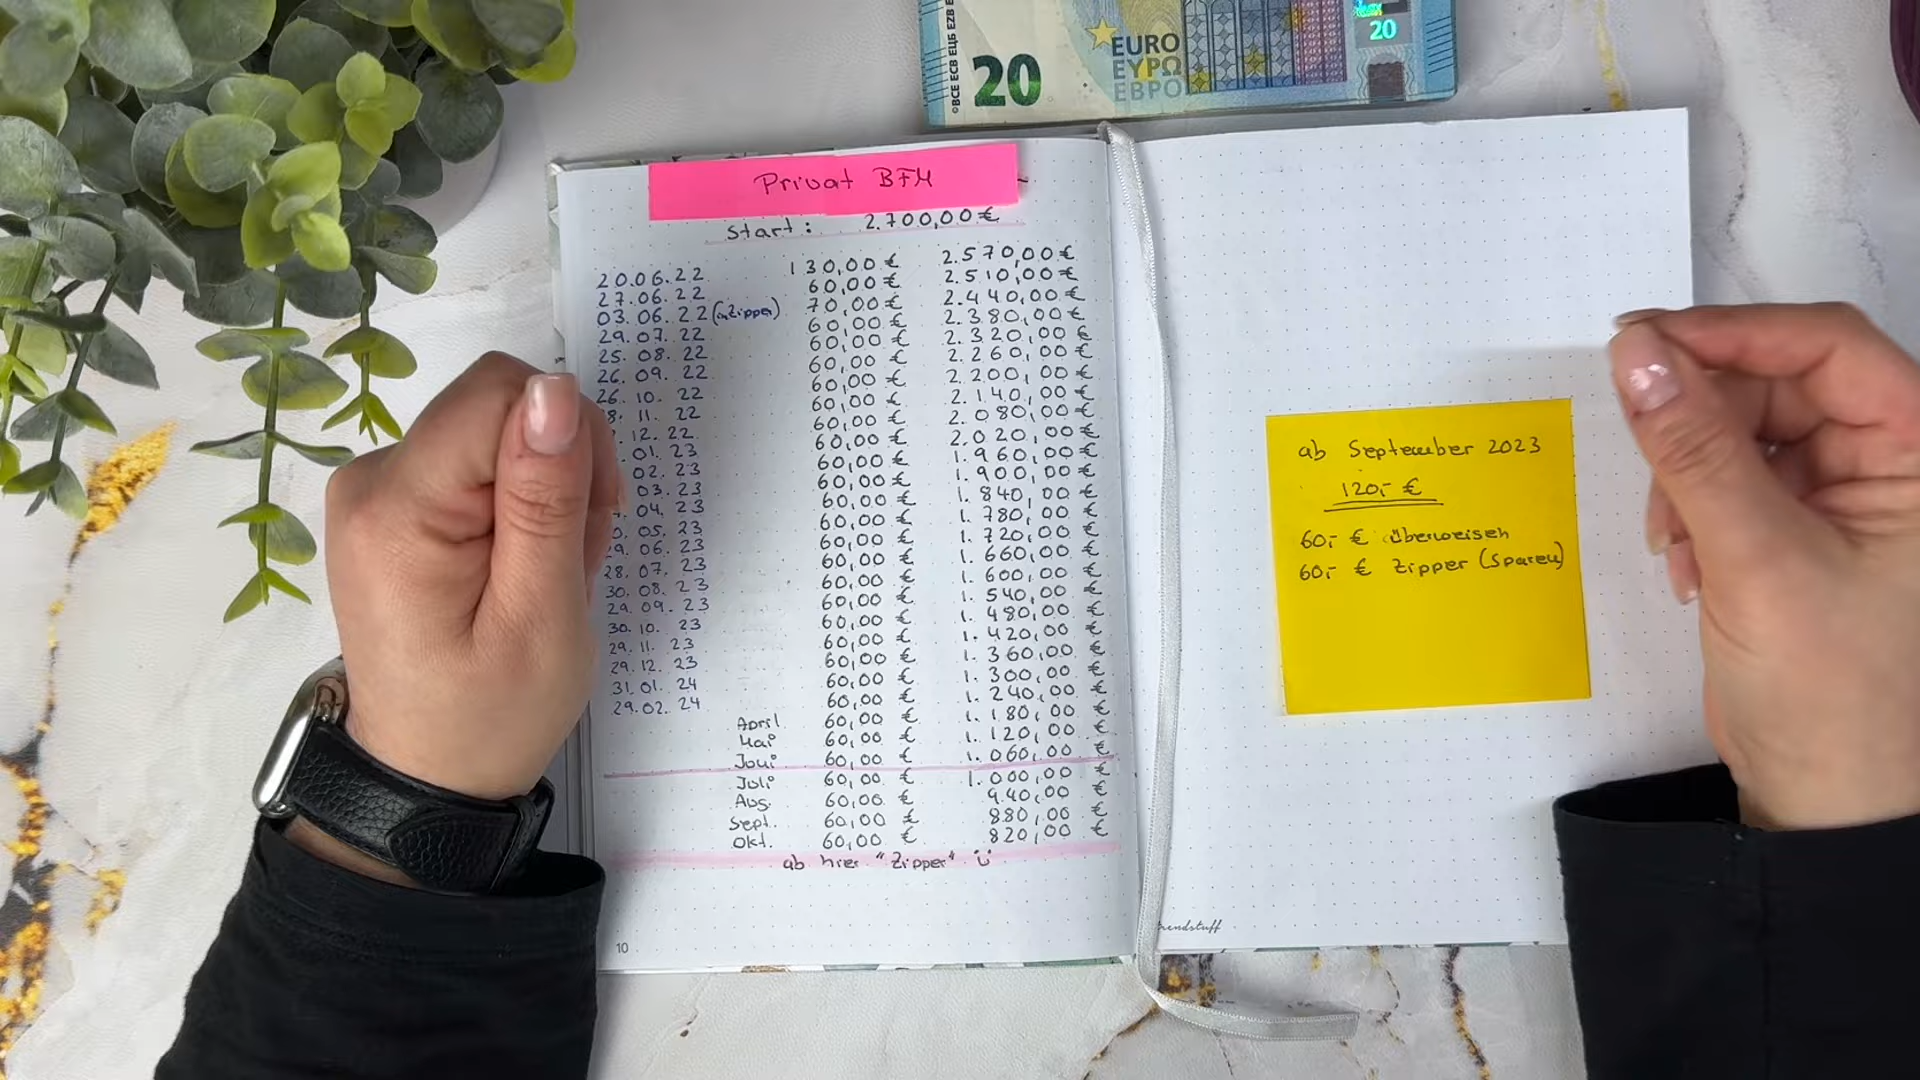 ВСЕ ECB ЕЦБ EZB
20
EURO
ΕΥΡΩ
ЕВРО
20
Privat BFM
Start: 2.700,00 €
20.06.22 130,00 € 2.570,00 €
27.06.22 60,00 € 2.510,00 €
03.06.22 (in Zipper) 70,00 € 2.440,00 €
29.07.22 60,00 € 2.380,00 €
25.08.22 60,00 € 2.320,00 €
26.09.22 60,00 € 2.260,00 €
26.10.22 60,00 € 2.200,00 €
8.11.22 60,00 € 2.140,00 €
.12.22 60,00 € 2.080,00 €
.01.23 60,00 € 2.020,00 €
02.23 60,00 € 1.960,00 €
03.23 60,00 € 1.900,00 €
.04.23 60,00 € 1.840,00 €
0.05.23 60,00 € 1.780,00 €
29.06.23 60,00 € 1.720,00 €
28.07.23 60,00 € 1.660,00 €
30.08.23 60,00 € 1.600,00 €
29.09.23 60,00 € 1.540,00 €
30.10.23 60,00 € 1.480,00 €
29.11.23 60,00 € 1.420,00 €
29.12.23 60,00 € 1.360,00 €
31.01.24 60,00 € 1.300,00 €
29.02.24 60,00 € 1.240,00 €
April 60,00 € 1.180,00 €
Mai 60,00 € 1.120,00 €
Juni 60,00 € 1.060,00 €
Juli 60,00 € 1.000,00 €
Aug. 60,00 € 940,00 €
Sept. 60,00 € 880,00 €
Okt. 60,00 € 820,00 €
ab hier "Zipper"
10
ab September 2023
120,- €
60,- € überweisen
60,- € Zipper (Sparen)
trendstuff